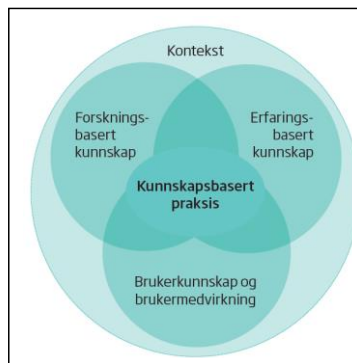 Kontekst
Forsknings-
basert
kunnskap
Erfarings-
basert
kunnskap
Kunnskapsbasert
praksis
Brukerkunnskap og
brukermedvirkning